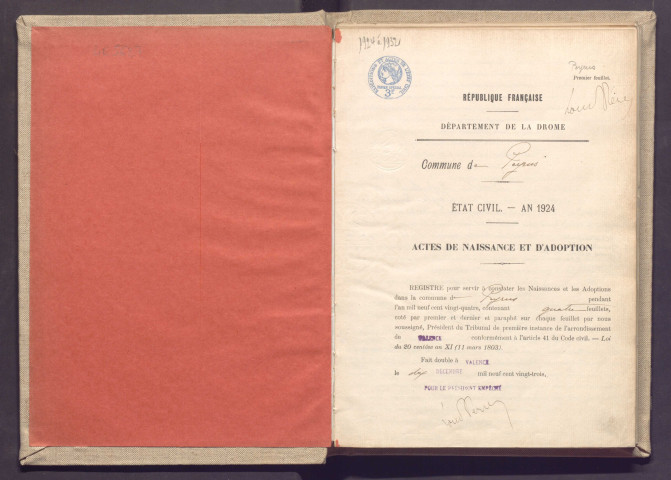 1924 à 1932
Peyrus
Premier feuillet.
3F
RÉPUBLIQUE FRANÇAISE
DÉPARTEMENT DE LA DROME
Commune de Peyrus
ÉTAT CIVIL. — AN 1924
ACTES DE NAISSANCE ET D'ADOPTION
REGISTRE pour servir à constater les Naissances et les Adoptions
dans la commune de Peyrus pendant
l'an mil neuf cent vingt-quatre, contenant quatre feuillets,
coté par premier et dernier et paraphé sur chaque feuillet par nous
soussigné, Président du Tribunal de première instance de l'arrondissement
de VALENCE conformément à l'article 41 du Code civil. — Loi
du 20 ventôse an XI (11 mars 1803).
Fait double à VALENCE,
le dix DÉCEMBRE mil neuf cent vingt-trois.
POUR LE PRÉSIDENT EMPÊCHÉ